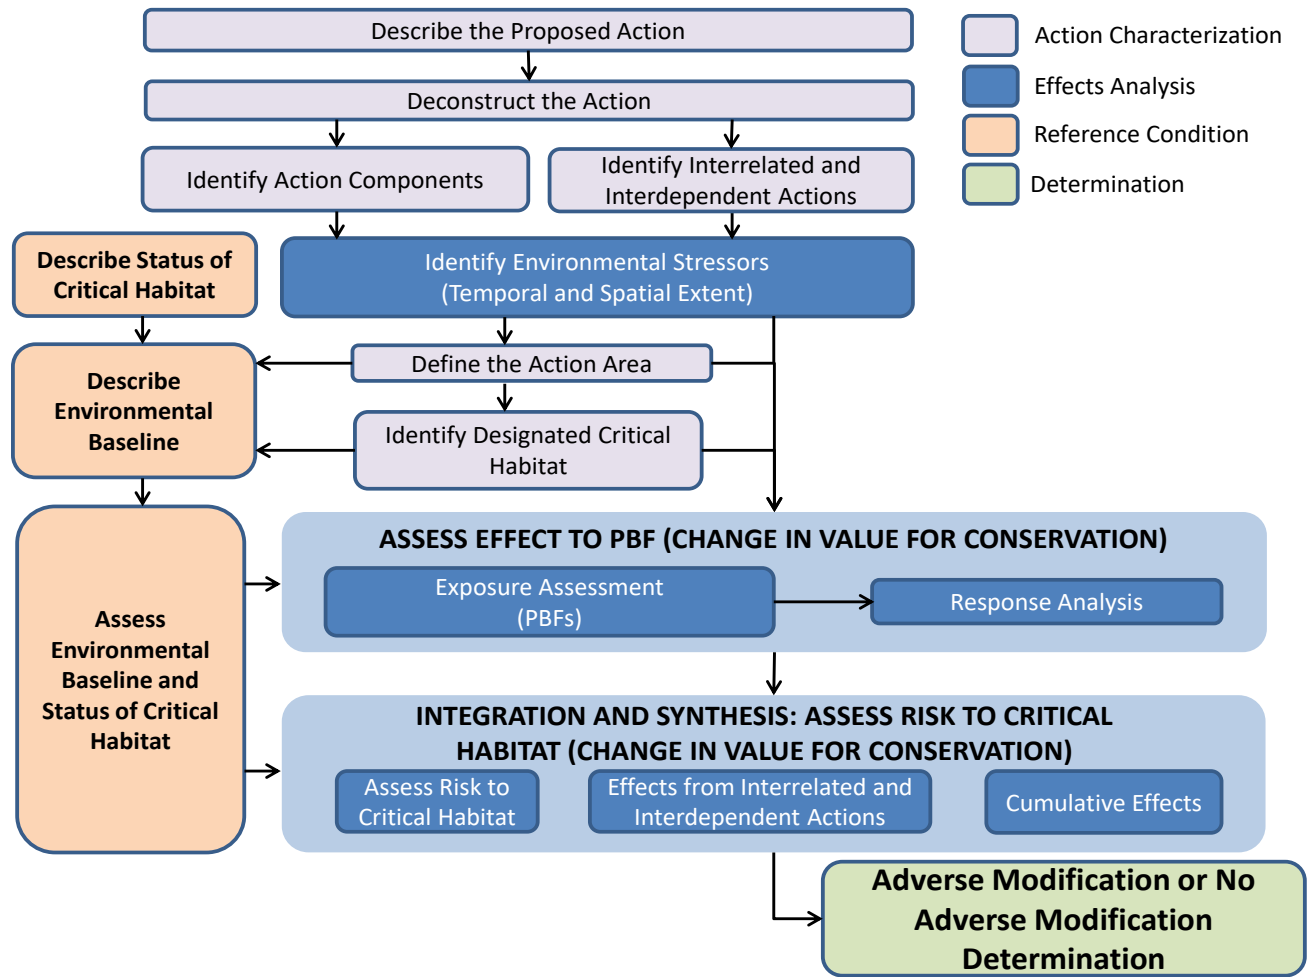 Describe the Proposed Action
Deconstruct the Action
Identify Action Components
Identify Interrelated and
Interdependent Actions
Action Characterization
Effects Analysis
Reference Condition
Determination
Describe Status of
Critical Habitat
Identify Environmental Stressors
(Temporal and Spatial Extent)
Describe
Environmental
Baseline
Define the Action Area
Identify Designated Critical
Habitat
Assess
Environmental
Baseline and
Status of Critical
Habitat
ASSESS EFFECT TO PBF (CHANGE IN VALUE FOR CONSERVATION)
Exposure Assessment
(PBFs)
Response Analysis
INTEGRATION AND SYNTHESIS: ASSESS RISK TO CRITICAL
HABITAT (CHANGE IN VALUE FOR CONSERVATION)
Assess Risk to
Critical Habitat
Effects from Interrelated and
Interdependent Actions
Cumulative Effects
Adverse Modification or No
Adverse Modification
Determination